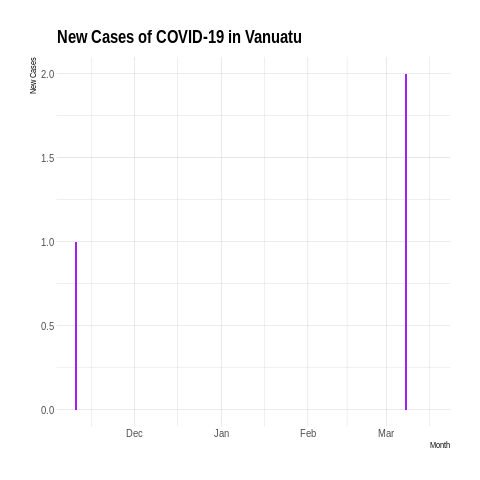 New Cases of COVID-19 in Vanuatu
New Cases
2.0
1.5
1.0
0.5
0.0
Dec Jan Feb Mar
Month